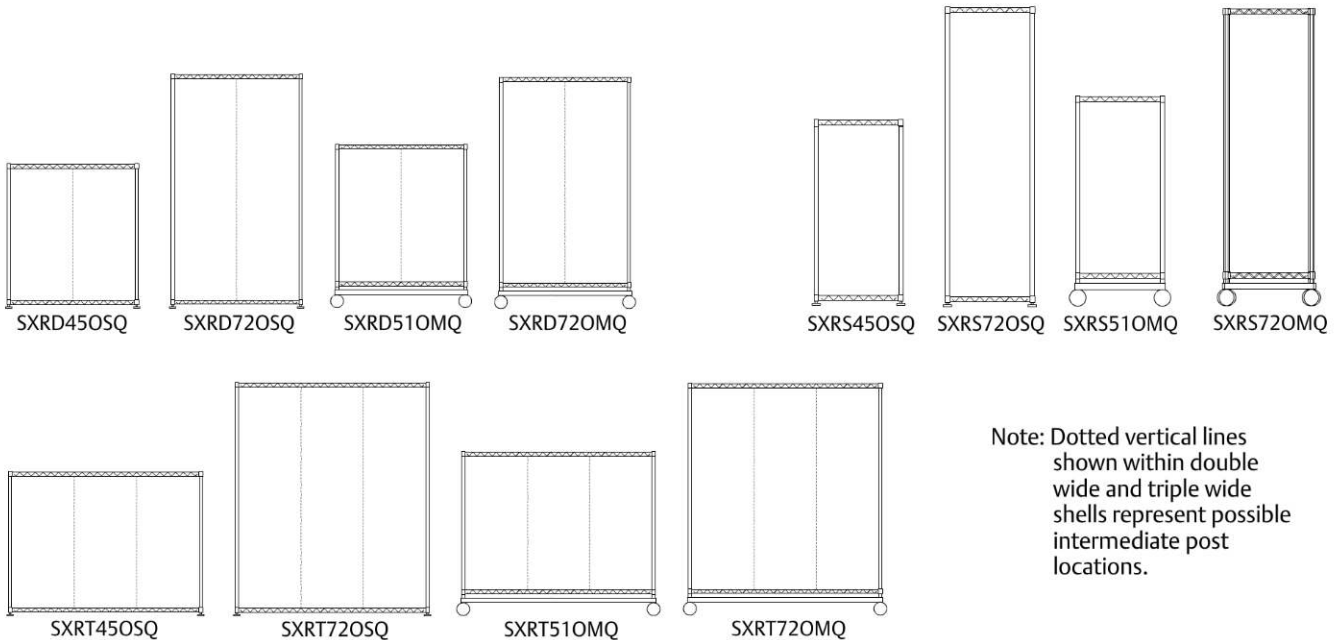 SXRD45OSQ
SXRD72OSQ
SXRD51OMQ
SXRD72OMQ
SXRS45OSQ
SXRS72OSQ
SXRS51OMQ
SXRS72OMQ
SXRT45OSQ
SXRT72OSQ
SXRT51OMQ
SXRT72OMQ
Note: Dotted vertical lines
shown within double
wide and triple wide
shells represent possible
intermediate post
locations.